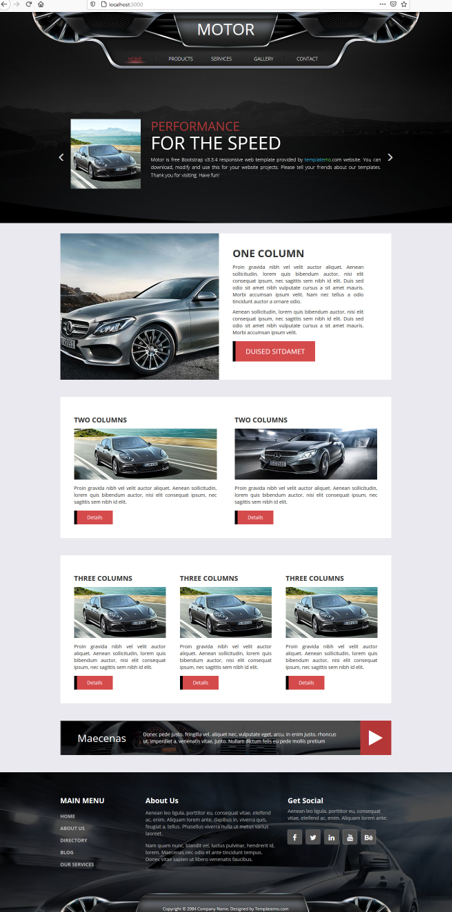 localhost:3000
MOTOR
HOME
PRODUCTS
SERVICES
GALLERY
CONTACT
PERFORMANCE
FOR THE SPEED
Motor is free Bootstrap v3.3.4 responsive web template provided by templatemo.com website. You can
download, modify and use this for your website projects. Please tell your friends about our templates.
Thank you for visiting. Have fun!
ONE COLUMN
Proin gravida nibh vel velit auctor aliquet. Aenean
sollicitudin, lorem quis bibendum auctor, nisi elit
consequat ipsum, nec sagittis sem nibh id elit. Duis sed
odio sit amet nibh vulputate cursus a sit amet mauris.
Morbi accumsan ipsum velit. Nam nec tellus a odio
tincidunt auctor a ornare odio.
Aenean sollicitudin, lorem quis bibendum auctor, nisi elit
consequat ipsum, nec sagittis sem nibh id elit. Duis sed
odio sit amet nibh vulputate cursus a sit amet mauris.
Morbi accumsan ipsum velit.
DUISED SITDAMET
TWO COLUMNS
Proin gravida nibh vel velit auctor aliquet. Aenean sollicitudin,
lorem quis bibendum auctor, nisi elit consequat ipsum, nec
sagittis sem nibh id elit.
Details
TWO COLUMNS
Proin gravida nibh vel velit auctor aliquet. Aenean sollicitudin,
lorem quis bibendum auctor, nisi elit consequat ipsum, nec
sagittis sem nibh id elit.
Details
THREE COLUMNS
Proin gravida nibh vel velit auctor
aliquet. Aenean sollicitudin, lorem quis
bibendum auctor, nisi elit consequat
ipsum, nec sagittis sem nibh id elit.
Details
THREE COLUMNS
Proin gravida nibh vel velit auctor
aliquet. Aenean sollicitudin, lorem quis
bibendum auctor, nisi elit consequat
ipsum, nec sagittis sem nibh id elit.
Details
THREE COLUMNS
Proin gravida nibh vel velit auctor
aliquet. Aenean sollicitudin, lorem quis
bibendum auctor, nisi elit consequat
ipsum, nec sagittis sem nibh id elit.
Details
Maecenas
Donec pede justo, fringilla vel, aliquet nec, vulputate eget, arcu. In enim justo, rhoncus
ut, imperdiet a, venenatis vitae, justo. Nullam dictum felis eu pede mollis pretium
MAIN MENU
HOME
ABOUT US
DIRECTORY
BLOG
OUR SERVICES
About Us
Aenean leo ligula, porttitor eu, consequat vitae, eleifend
ac, enim. Aliquam lorem ante, dapibus in, viverra quis,
feugiat a, tellus. Phasellus viverra nulla ut metus varius
laoreet.
Nam quam nunc, blandit vel, luctus pulvinar, hendrerit id,
lorem. Maecenas nec odio et ante tincidunt tempus.
Donec vitae sapien ut libero venenatis faucibus.
Get Social
Aenean leo ligula, porttitor eu, consequat
vitae, eleifend ac, enim. Aliquam lorem ante.
Copyright © 2084 Company Name. Designed by Templatemo.com